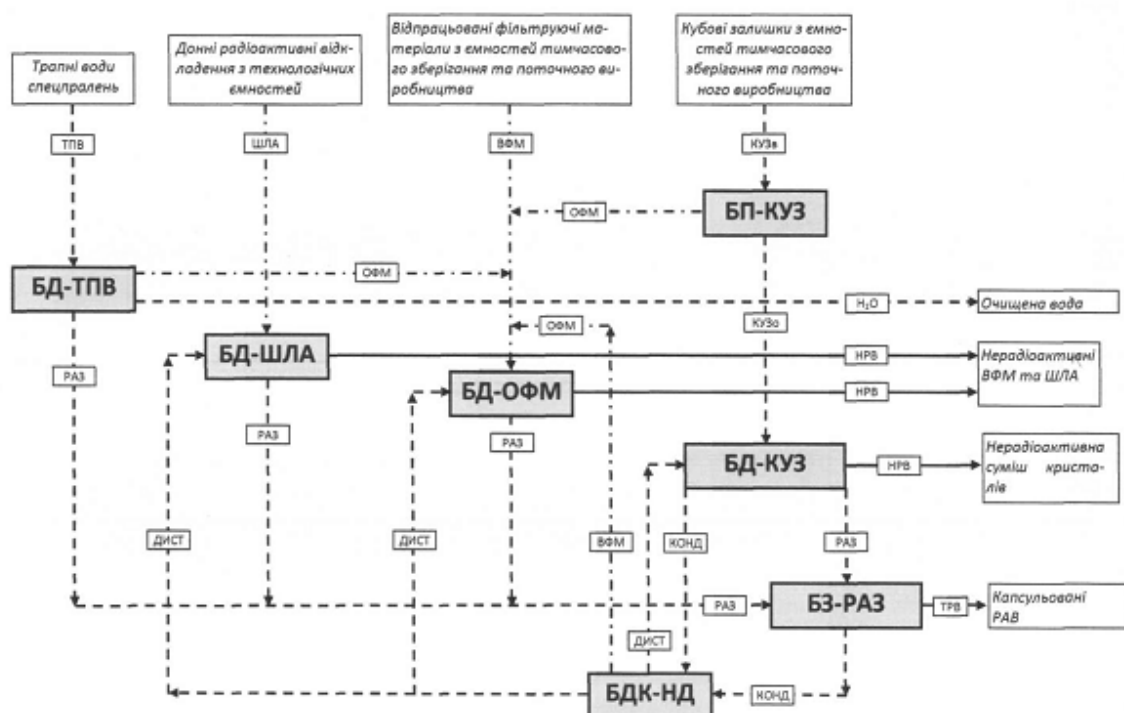 Трапні води
спецпралень
Донні радіоактивні відк-
ладення з технологічних
ємностей
Відпрацьовані фільтруючі ма-
теріали з ємностей тимчасово-
го зберігання та поточного ви-
робництва
Кубові залишки з ємно-
стей тимчасового
зберігання та поточ-
ного виробництва
ТПВ
ШЛА
ВФМ
КУЗв
ОФМ
БП-КУЗ
ОФМ
БД-ТПВ
H₂O
Очищена вода
ОФМ
КУЗо
БД-ШЛА
НРВ
Нерадіоактивні
ВФМ та ШЛА
РАЗ
БД-ОФМ
НРВ
РАЗ
РАЗ
БД-КУЗ
НРВ
Нерадіоактивна
суміш криста-
лів
ДИСТ
ДИСТ
ВФМ
КОНД
РАЗ
РАЗ
БЗ-РАЗ
ТРВ
Капсульовані
РАВ
ДИСТ
БДК-НД
КОНД